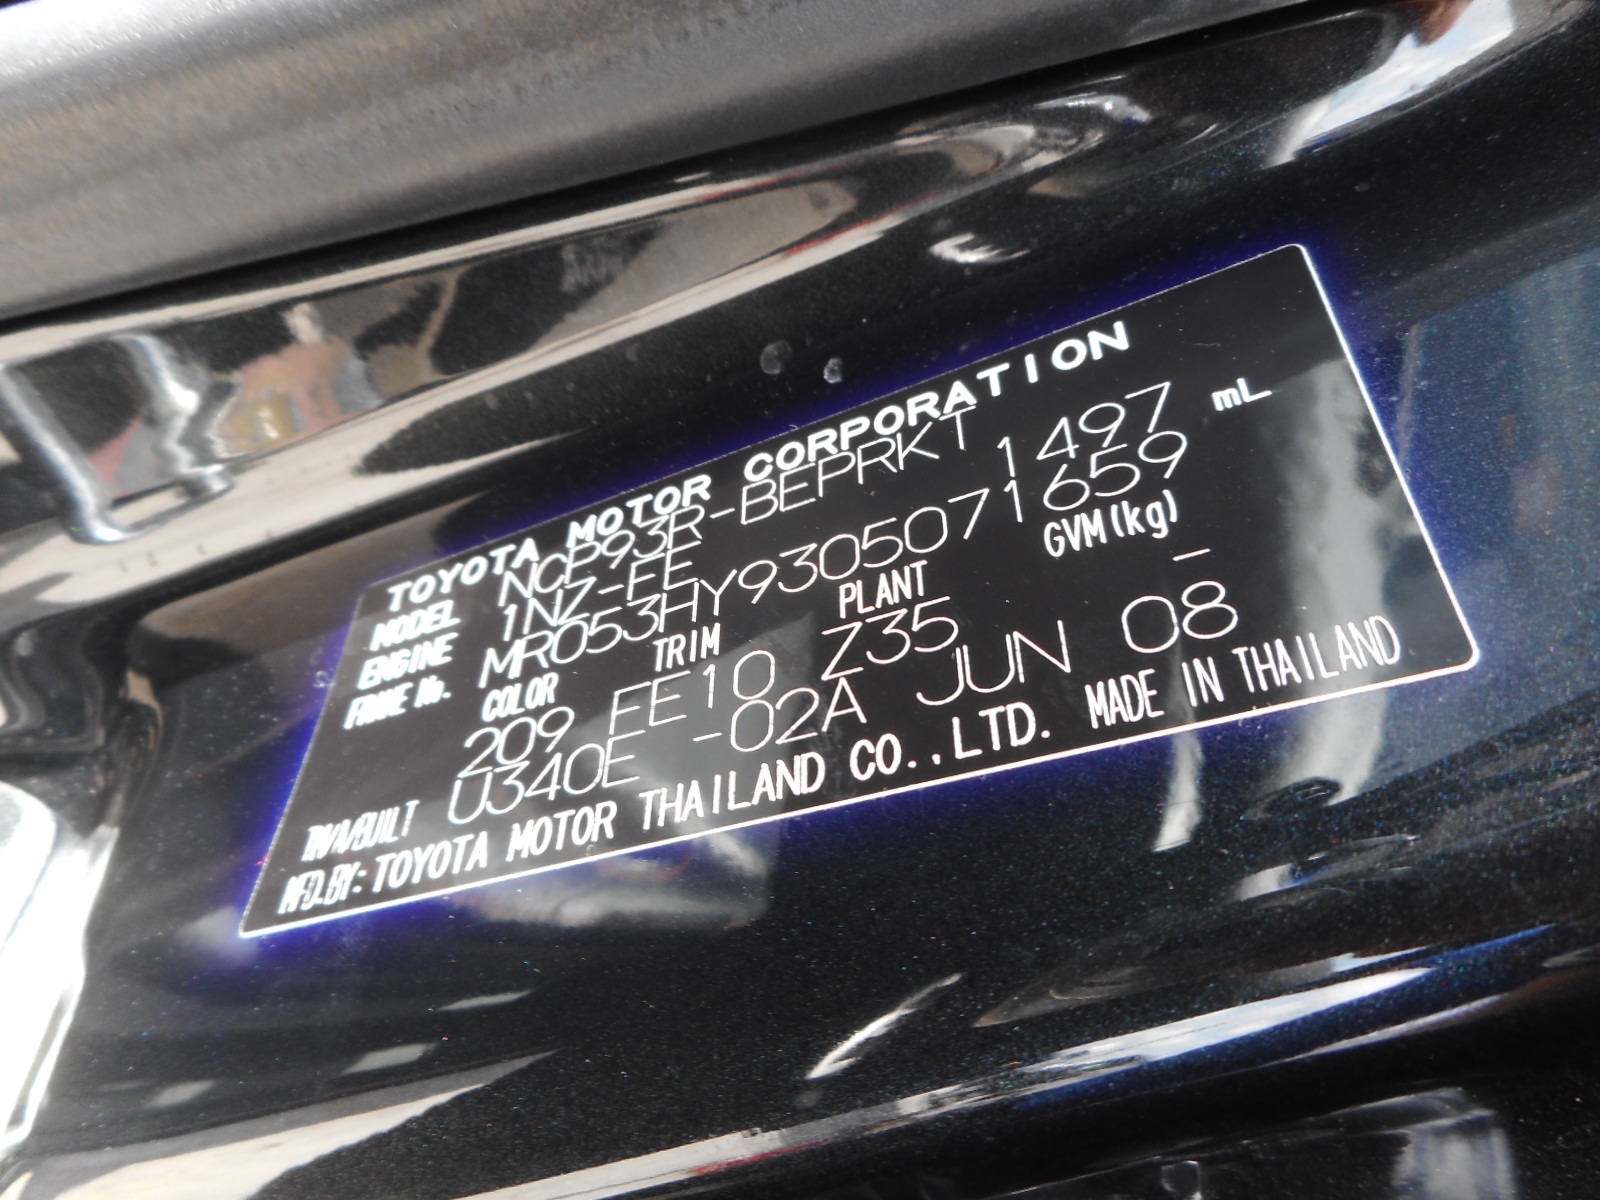 TOYOTA MOTOR CORPORATION
MODEL NCP93R-BEPRKT
ENGINE 1NZ-FE 1497 mL
FRAME No. MR053HY9305071659
COLOR TRIM PLANT GVM(kg)
209 FE10 Z35 -
T/M/BUILT U340E -02A JUN 08
MFD.BY: TOYOTA MOTOR THAILAND CO.,LTD. MADE IN THAILAND